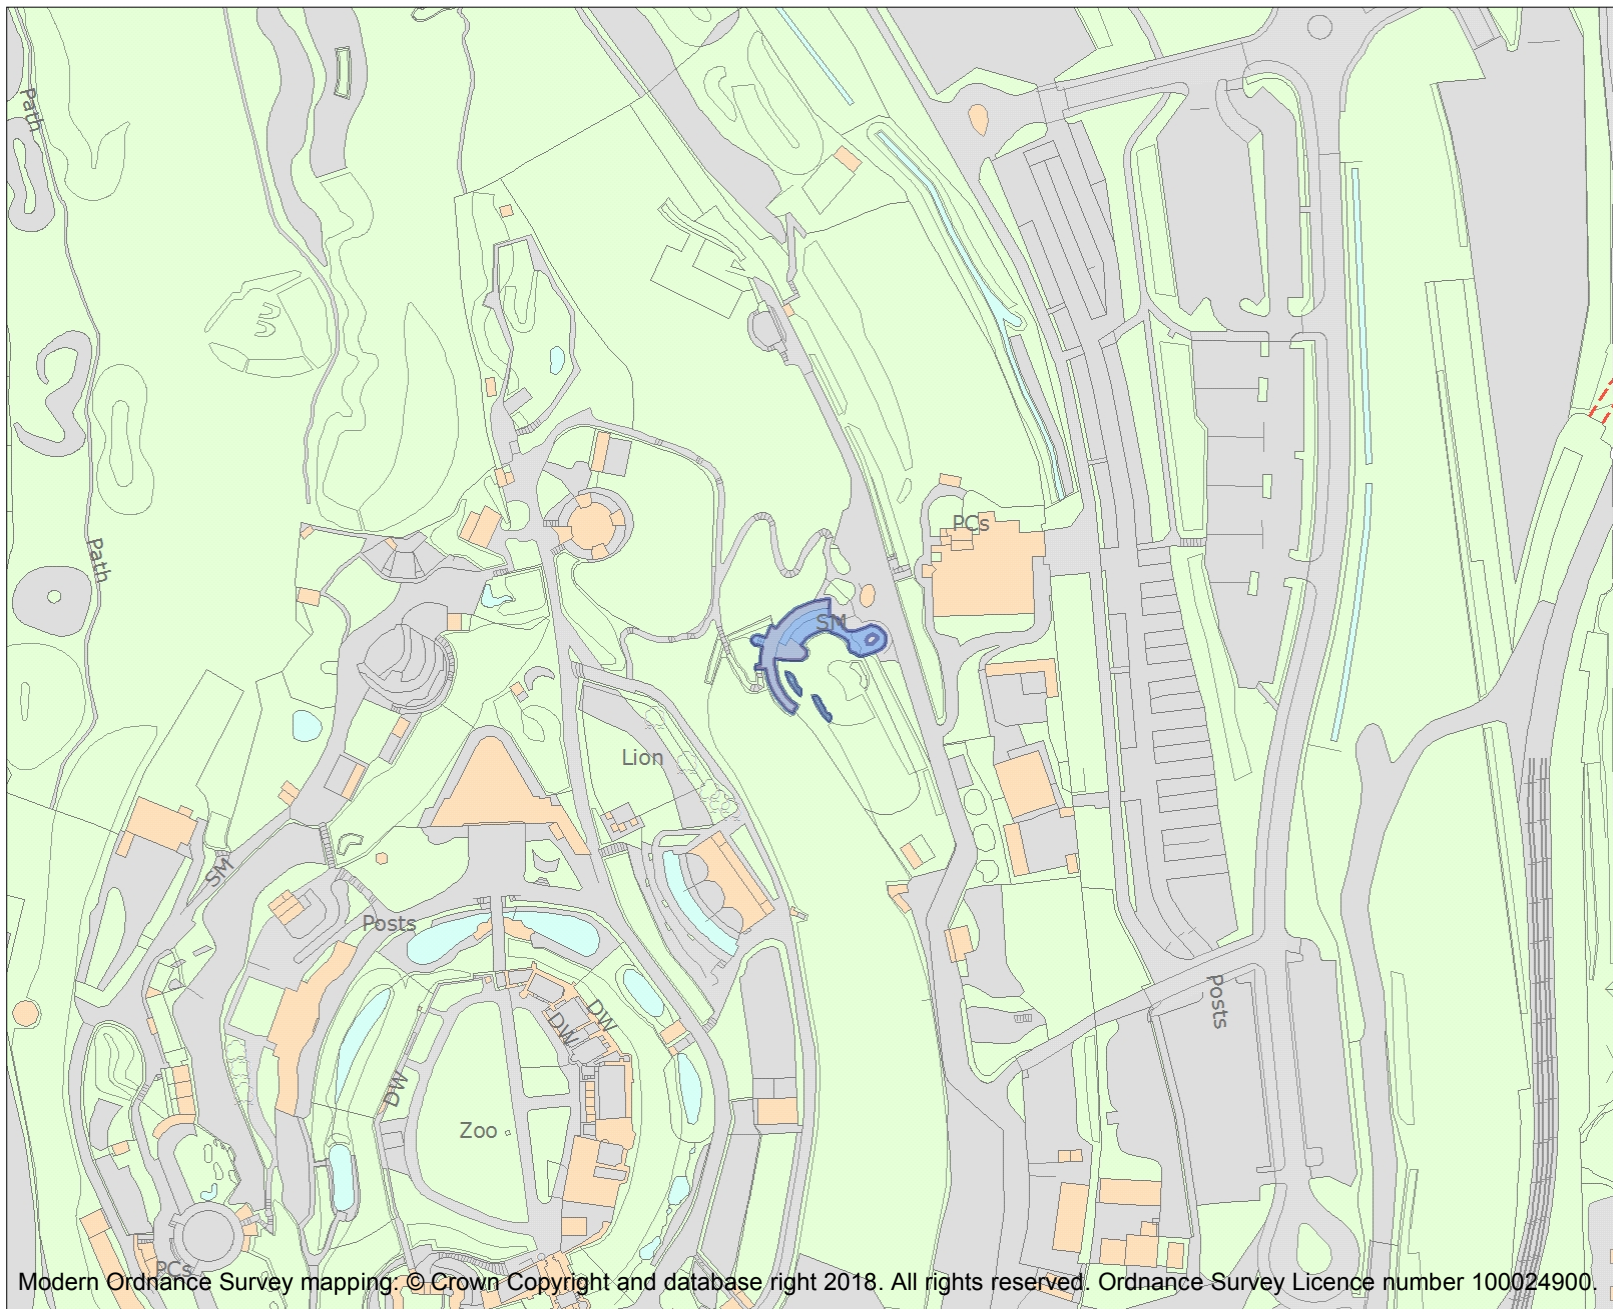 Path
PCs
Path
SM
Lion
SM
Posts
Posts
DW
DW
DW
Zoo
PCs
Modern Ordnance Survey mapping: © Crown Copyright and database right 2018. All rights reserved. Ordnance Survey Licence number 100024900.